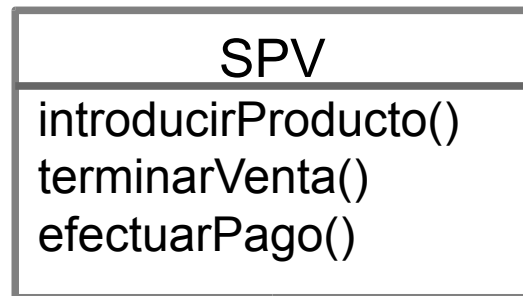 SPV
introducirProducto()
terminarVenta()
efectuarPago()